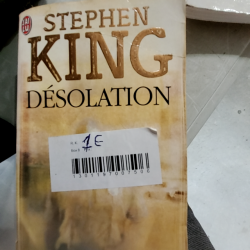 STEPHEN
KING
DÉSOLATION
1€